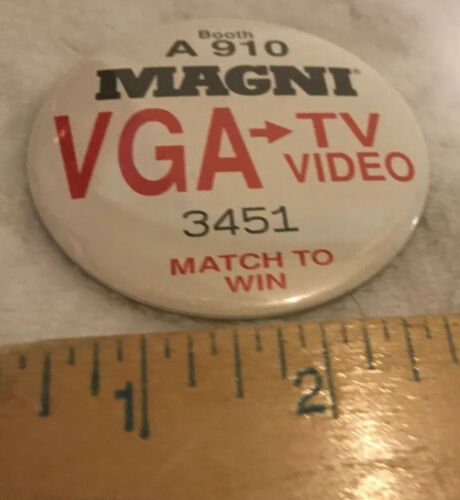 Booth
A 910
MAGNI
VGA→TV
VIDEO
3451
MATCH TO
WIN
1 2